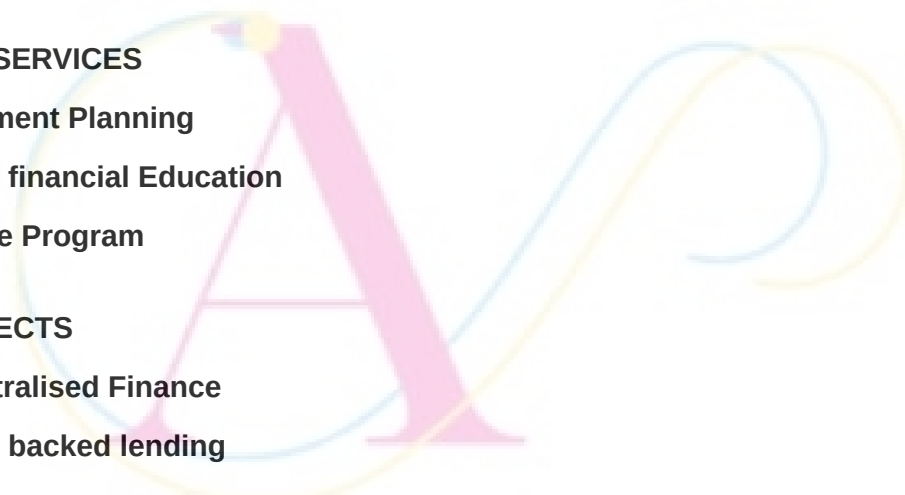 SERVICES
ment Planning
financial Education
e Program
ECTS
tralised Finance
backed lending
A